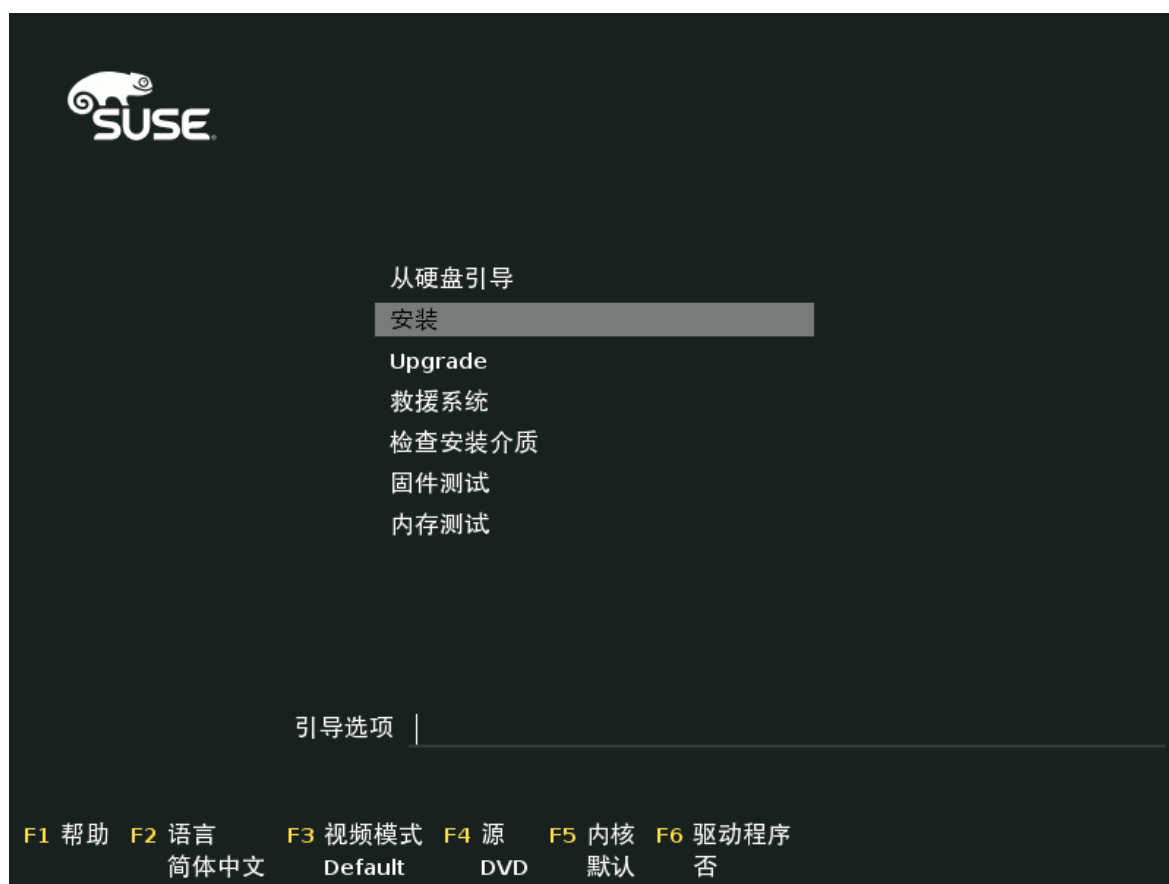 SUSE
从硬盘引导
安装
Upgrade
救援系统
检查安装介质
固件测试
内存测试
引导选项
F1 帮助 F2 语言 F3 视频模式 F4 源 F5 内核 F6 驱动程序
简体中文 Default DVD 默认 否